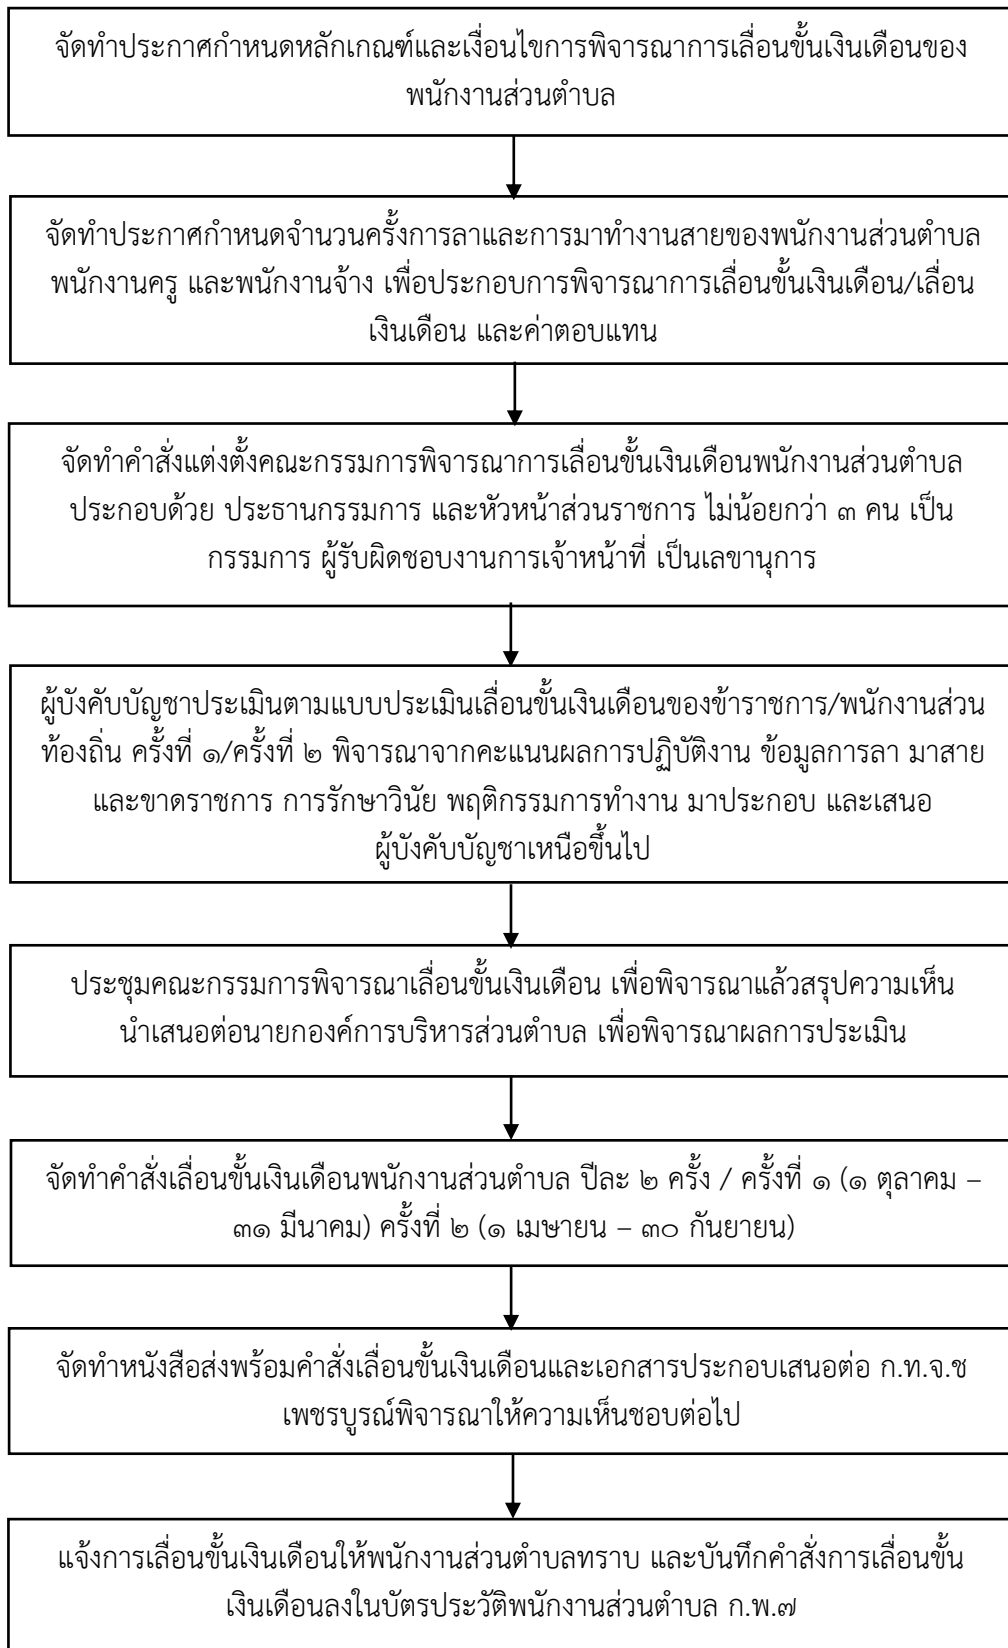 จัดทำประกาศกำหนดหลักเกณฑ์และเงื่อนไขการพิจารณาการเลื่อนขั้นเงินเดือนของ
พนักงานส่วนตำบล
จัดทำประกาศกำหนดจำนวนครั้งการลาและการมาทำงานสายของพนักงานส่วนตำบล
พนักงานครู และพนักงานจ้าง เพื่อประกอบการพิจารณาการเลื่อนขั้นเงินเดือน/เลื่อน
เงินเดือน และค่าตอบแทน
จัดทำคำสั่งแต่งตั้งคณะกรรมการพิจารณาการเลื่อนขั้นเงินเดือนพนักงานส่วนตำบล
ประกอบด้วย ประธานกรรมการ และหัวหน้าส่วนราชการ ไม่น้อยกว่า ๓ คน เป็น
กรรมการ ผู้รับผิดชอบงานการเจ้าหน้าที่ เป็นเลขานุการ
ผู้บังคับบัญชาประเมินตามแบบประเมินเลื่อนขั้นเงินเดือนของข้าราชการ/พนักงานส่วน
ท้องถิ่น ครั้งที่ ๑/ครั้งที่ ๒ พิจารณาจากคะแนนผลการปฏิบัติงาน ข้อมูลการลา มาสาย
และขาดราชการ การรักษาวินัย พฤติกรรมการทำงาน มาประกอบ และเสนอ
ผู้บังคับบัญชาเหนือขึ้นไป
ประชุมคณะกรรมการพิจารณาเลื่อนขั้นเงินเดือน เพื่อพิจารณาแล้วสรุปความเห็น
นำเสนอต่อนายกองค์การบริหารส่วนตำบล เพื่อพิจารณาผลการประเมิน
จัดทำคำสั่งเลื่อนขั้นเงินเดือนพนักงานส่วนตำบล ปีละ ๒ ครั้ง / ครั้งที่ ๑ (๑ ตุลาคม –
๓๑ มีนาคม) ครั้งที่ ๒ (๑ เมษายน – ๓๐ กันยายน)
จัดทำหนังสือส่งพร้อมคำสั่งเลื่อนขั้นเงินเดือนและเอกสารประกอบเสนอต่อ ก.ท.จ.ช
เพชรบูรณ์พิจารณาให้ความเห็นชอบต่อไป
แจ้งการเลื่อนขั้นเงินเดือนให้พนักงานส่วนตำบลทราบ และบันทึกคำสั่งการเลื่อนขั้น
เงินเดือนลงในบัตรประวัติพนักงานส่วนตำบล ก.พ.๗